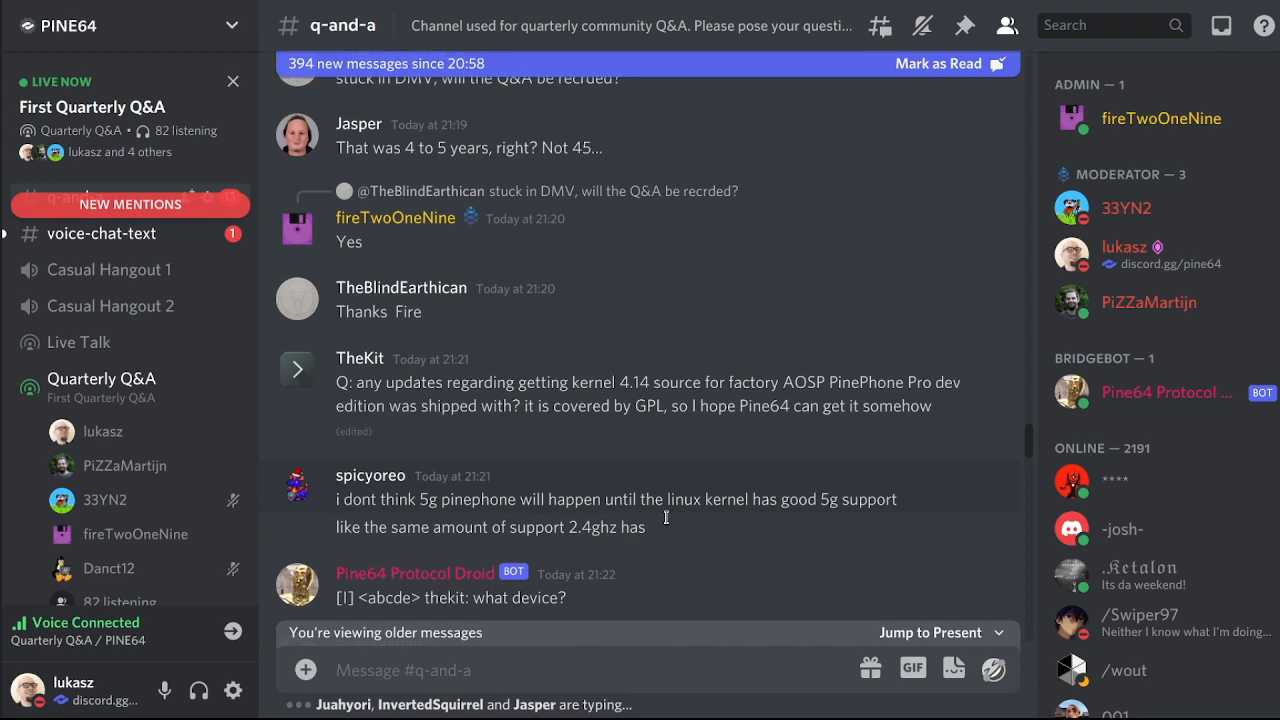 PINE64
LIVE NOW
First Quarterly Q&A
Quarterly Q&A • 82 listening
lukasz and 4 others
q-and-a 13
NEW MENTIONS
voice-chat-text 1
Casual Hangout 1
Casual Hangout 2
Live Talk
Quarterly Q&A
First Quarterly Q&A
lukasz
PiZZaMartijn
33YN2
fireTwoOneNine
Danct12
82 listening
Voice Connected
Quarterly Q&A / PINE64
lukasz
discord.gg...
q-and-a
Channel used for quarterly community Q&A. Please pose your questi...
Search
394 new messages since 20:58
Mark as Read
stuck in DMV, will the Q&A be recrded?
Jasper Today at 21:19
That was 4 to 5 years, right? Not 45...
@TheBlindEarthican stuck in DMV, will the Q&A be recrded?
fireTwoOneNine Today at 21:20
Yes
TheBlindEarthican Today at 21:20
Thanks Fire
TheKit Today at 21:21
Q: any updates regarding getting kernel 4.14 source for factory AOSP PinePhone Pro dev
edition was shipped with? it is covered by GPL, so I hope Pine64 can get it somehow
(edited)
spicyoreo Today at 21:21
i dont think 5g pinephone will happen until the linux kernel has good 5g support
like the same amount of support 2.4ghz has
Pine64 Protocol Droid BOT Today at 21:22
[I] <abcde> thekit: what device?
You're viewing older messages
Jump to Present
Message #q-and-a
GIF
Juahyori, InvertedSquirrel and Jasper are typing...
ADMIN — 1
fireTwoOneNine
MODERATOR — 3
33YN2
lukasz
discord.gg/pine64
PiZZaMartijn
BRIDGEBOT — 1
Pine64 Protocol ... BOT
ONLINE — 2191
****
-josh-
.𝕶𝖊𝖙𝖆𝖑𝖔𝖓
Its da weekend!
/Swiper97
Neither I know what I'm doing...
/wout
001